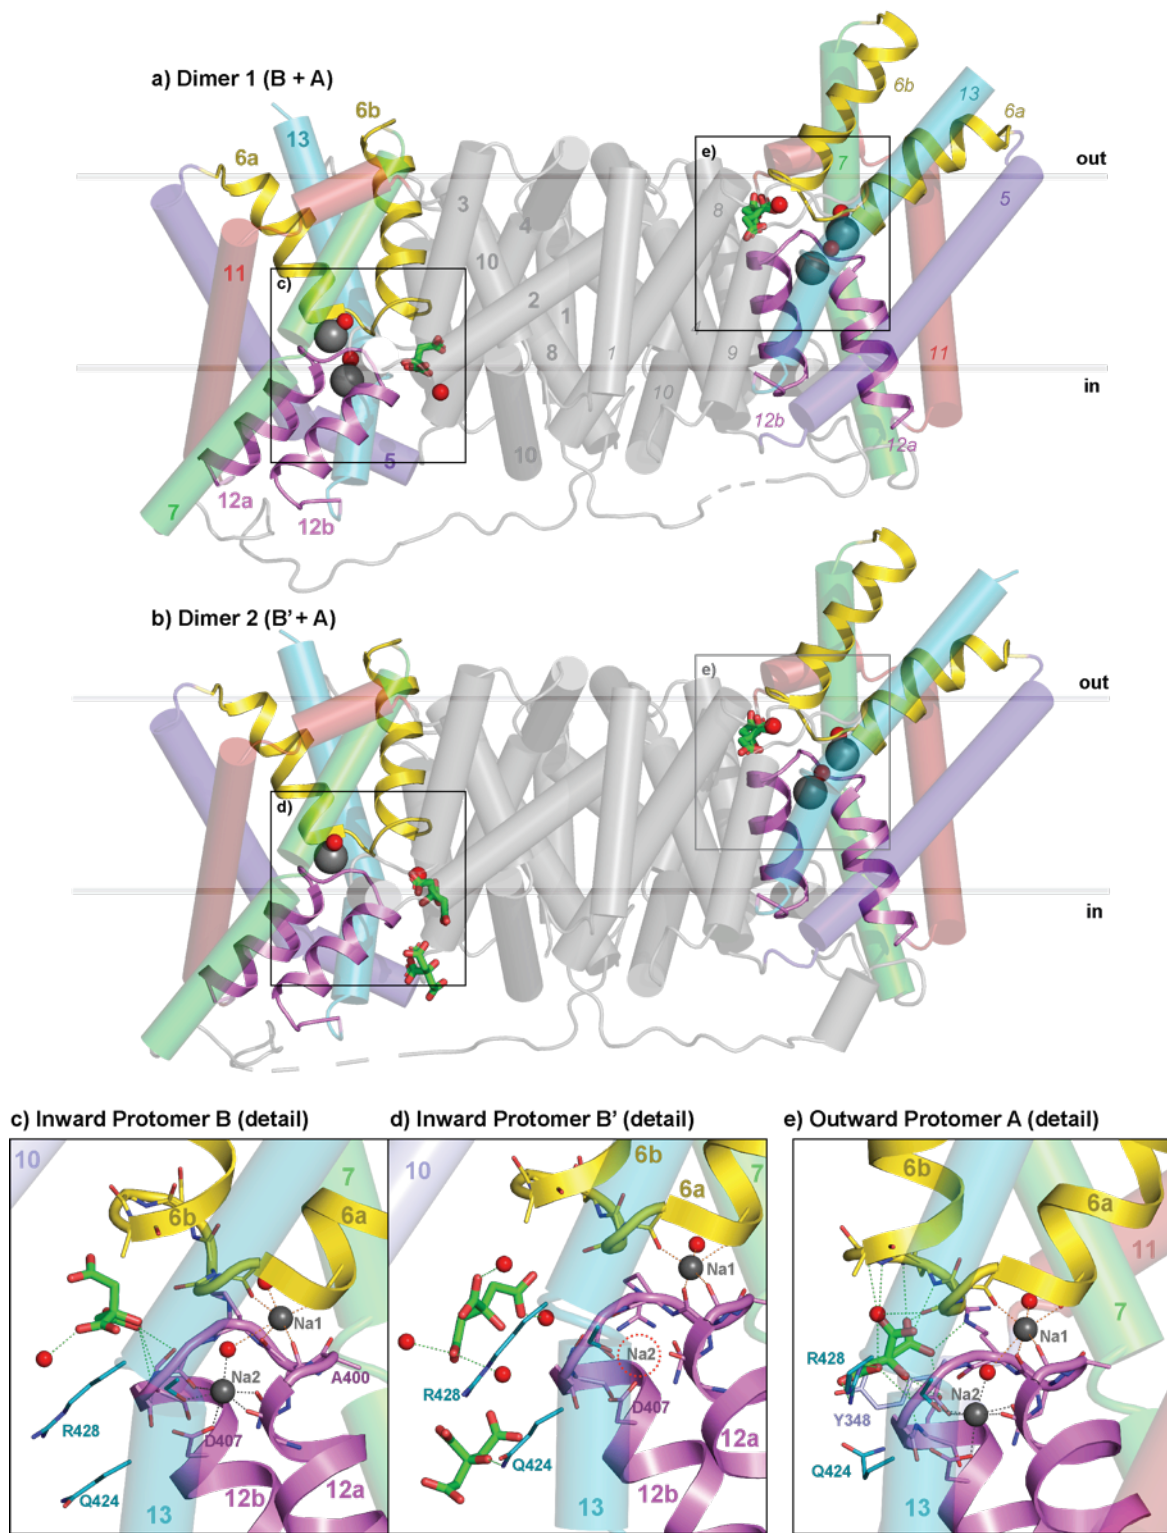 a) Dimer 1 (B + A)
6b
13
6a
6b
13
6a
out
e)
7
3
8
5
4
11
10
c)
2
1
8
1
9
10
11
in
12b
12a
5
10
12a
7
12b
b) Dimer 2 (B' + A)
out
e)
d)
in
c) Inward Protomer B (detail)
d) Inward Protomer B' (detail)
e) Outward Protomer A (detail)
10
7
6b
6a
Na1
Na2
A400
R428
D407
Q424
12b
12a
13
10
6b
7
6a
Na1
Na2
R428
D407
12a
Q424
12b
13
6b
6a
11
7
Na1
R428
Na2
Y348
Q424
13
12b
12a